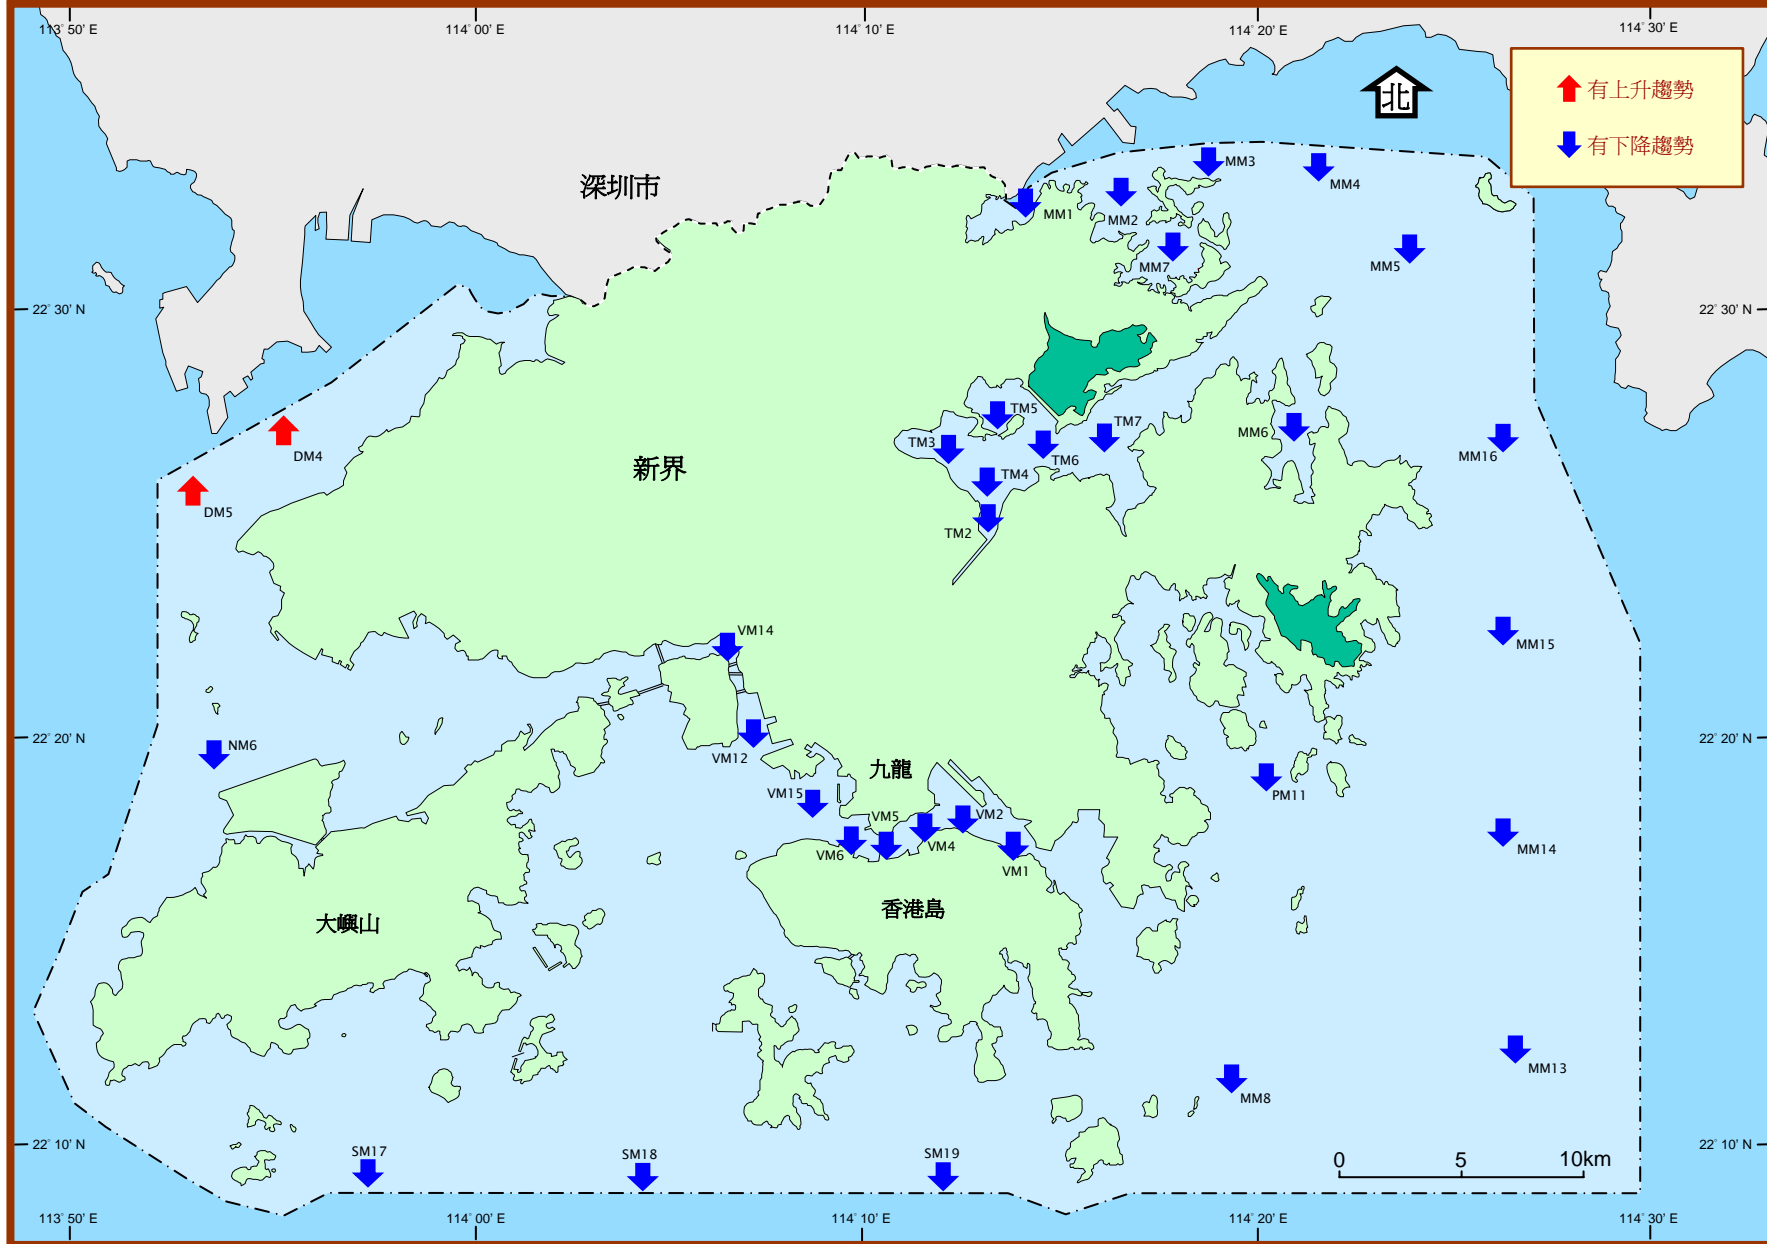 113° 50' E
114° 00' E
114° 10' E
114° 20' E
114° 30' E
北
有上升趨勢
有下降趨勢
深圳市
MM3
MM4
MM1
MM2
MM7
MM5
22° 30' N
22° 30' N
TM5
TM7
MM6
TM3
DM4
TM6
MM16
新界
TM4
DM5
TM2
VM14
MM15
22° 20' N
NM6
VM12
22° 20' N
九龍
VM15
PM11
VM5
VM2
VM6
VM4
VM1
MM14
大嶼山
香港島
MM13
MM8
22° 10' N
22° 10' N
SM17
SM18
SM19
0 5 10km
113° 50' E
114° 00' E
114° 10' E
114° 20' E
114° 30' E